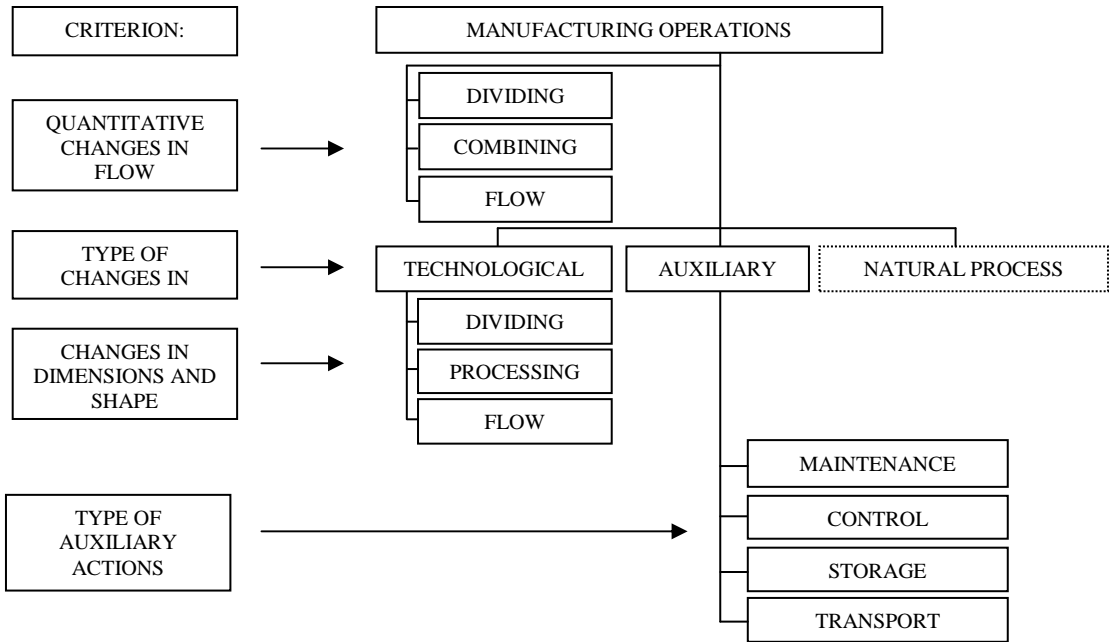 CRITERION:
MANUFACTURING OPERATIONS
QUANTITATIVE
CHANGES IN
FLOW
DIVIDING
COMBINING
FLOW
TYPE OF
CHANGES IN
TECHNOLOGICAL
AUXILIARY
NATURAL PROCESS
CHANGES IN
DIMENSIONS AND
SHAPE
DIVIDING
PROCESSING
FLOW
TYPE OF
AUXILIARY
ACTIONS
MAINTENANCE
CONTROL
STORAGE
TRANSPORT